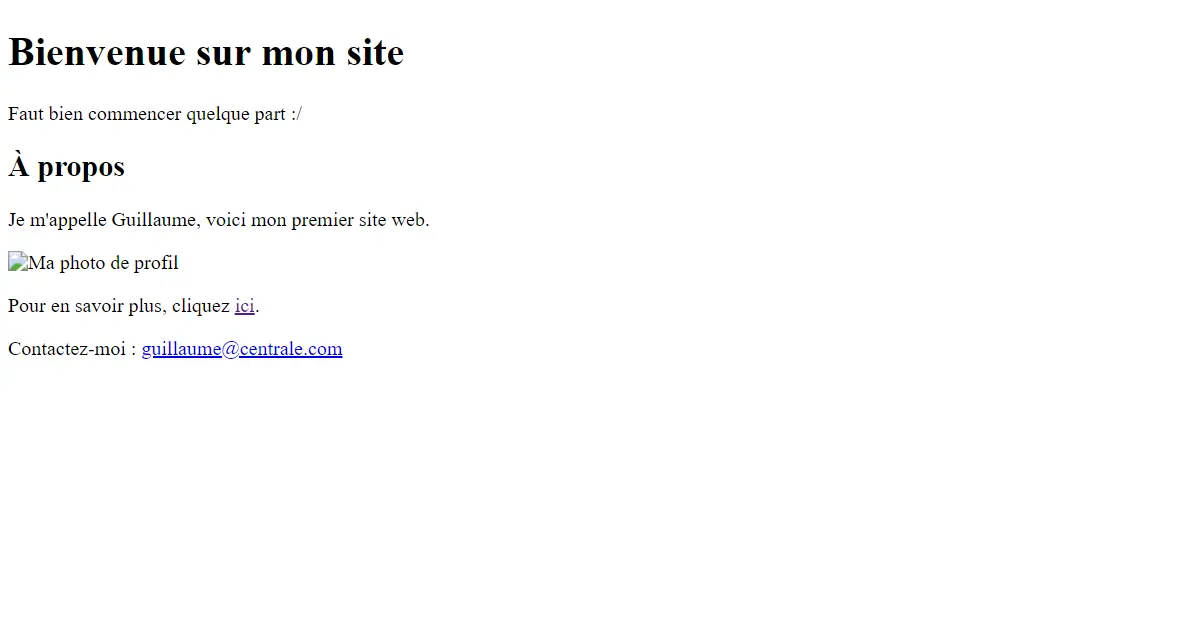 Bienvenue sur mon site
Faut bien commencer quelque part :/
À propos
Je m'appelle Guillaume, voici mon premier site web.
Ma photo de profil
Pour en savoir plus, cliquez ici.
Contactez-moi : guillaume@centrale.com